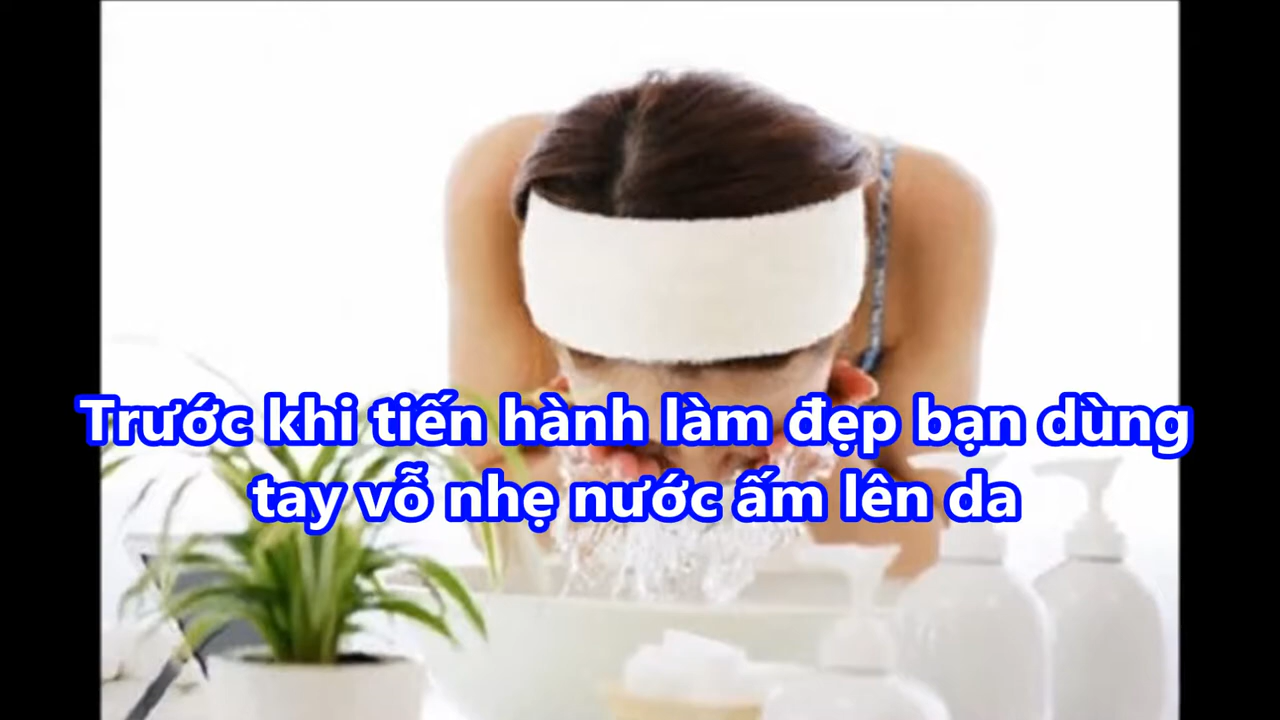 Trước khi tiến hành làm đẹp bạn dùng
tay vỗ nhẹ nước ấm lên da